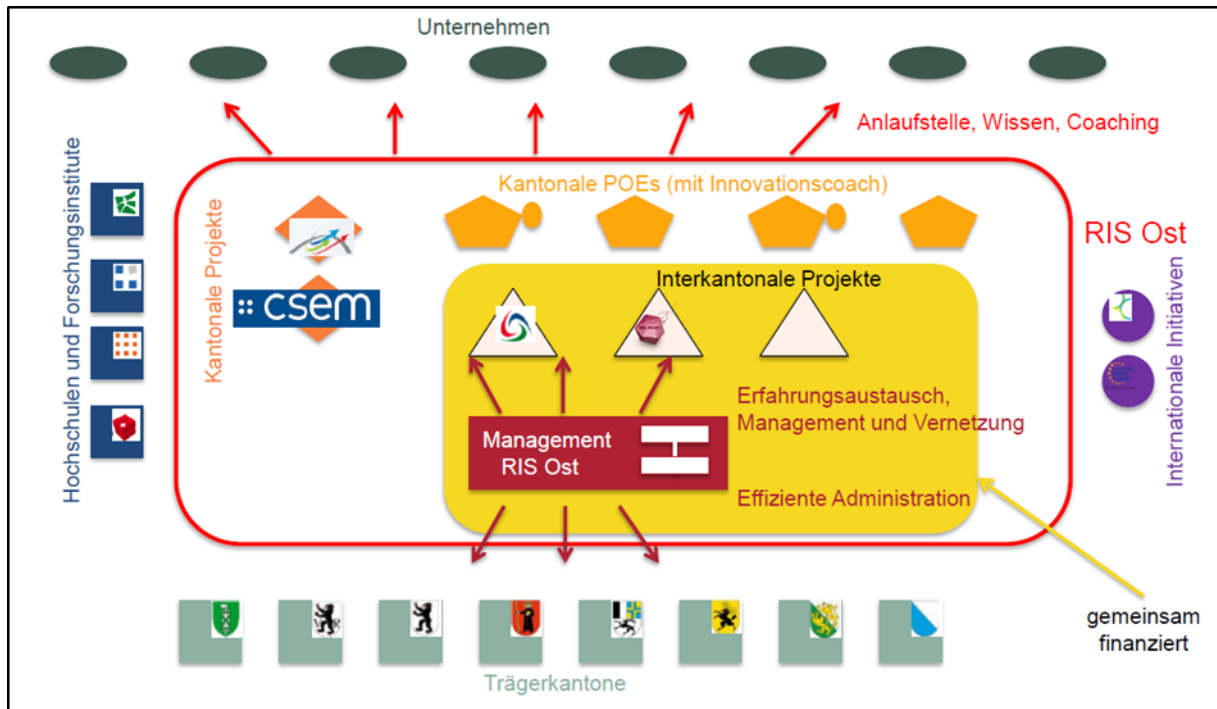 Unternehmen
Anlaufstelle, Wissen, Coaching
Hochschulen und Forschungsinstitute
Kantonale Projekte
Kantonale POEs (mit Innovationscoach)
RIS Ost
:: csem
Interkantonale Projekte
Internationale Initiativen
Erfahrungsaustausch,
Management und Vernetzung
Management
RIS Ost
Effiziente Administration
gemeinsam
finanziert
Trägerkantone